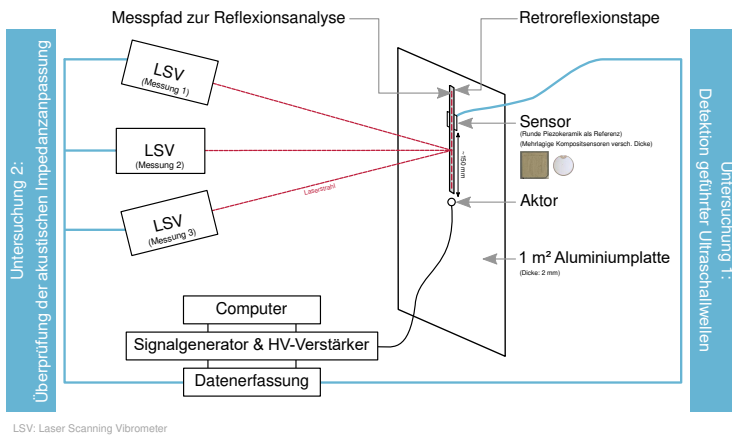 Messpfad zur Reflexionsanalyse
Retroreflexionstape
LSV
(Messung 1)
LSV
(Messung 2)
LSV
(Messung 3)
Laserstrahl
~150mm
Sensor
(Runde Piezokeramik als Referenz)
(Mehrlagige Kompositsensoren versch. Dicke)
Aktor
1 m² Aluminiumplatte
(Dicke: 2 mm)
Computer
Signalgenerator & HV-Verstärker
Datenerfassung
Untersuchung 2:
Überprüfung der akustischen Impedanzanpassung
Untersuchung 1:
Detektion geführter Ultraschallwellen
LSV: Laser Scanning Vibrometer